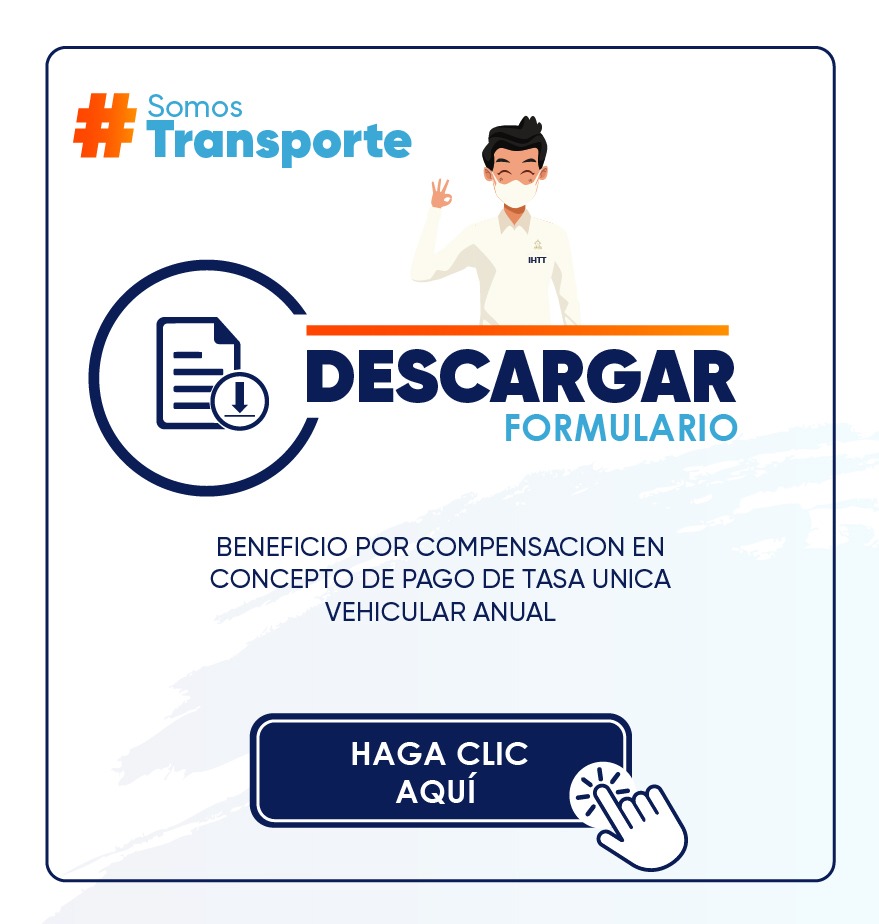 #Somos
Transporte
IHTT
DESCARGAR
FORMULARIO
BENEFICIO POR COMPENSACION EN
CONCEPTO DE PAGO DE TASA UNICA
VEHICULAR ANUAL
HAGA CLIC
AQUÍ